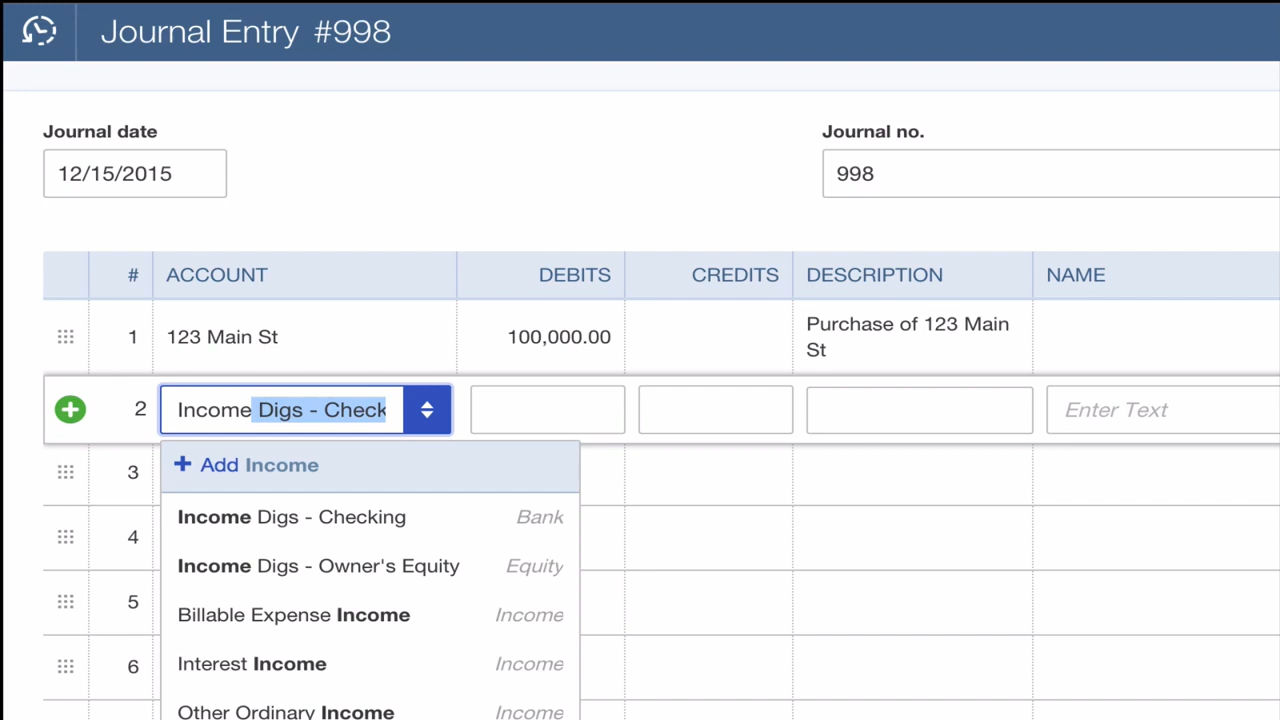 Journal Entry #998
Journal date
Journal no.
12/15/2015
998
# ACCOUNT DEBITS CREDITS DESCRIPTION NAME
1 123 Main St 100,000.00 Purchase of 123 Main
St
2 Income Digs - Check Enter Text
Add Income
3
Income Digs - Checking Bank
4
Income Digs - Owner's Equity Equity
5
Billable Expense Income Income
6
Interest Income Income
Other Ordinary Income Income